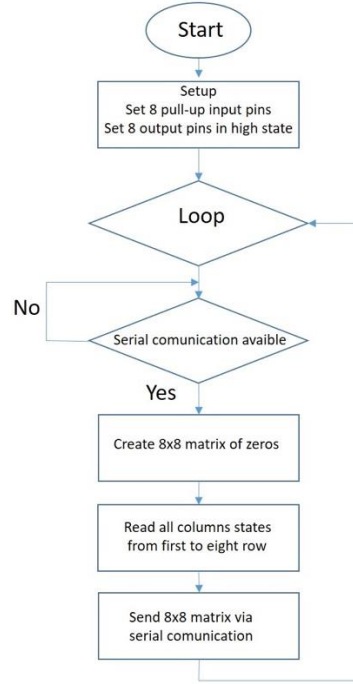 Start
Setup
Set 8 pull-up input pins
Set 8 output pins in high state
Loop
No
Serial comunication avaible
Yes
Create 8x8 matrix of zeros
Read all columns states
from first to eight row
Send 8x8 matrix via
serial comunication